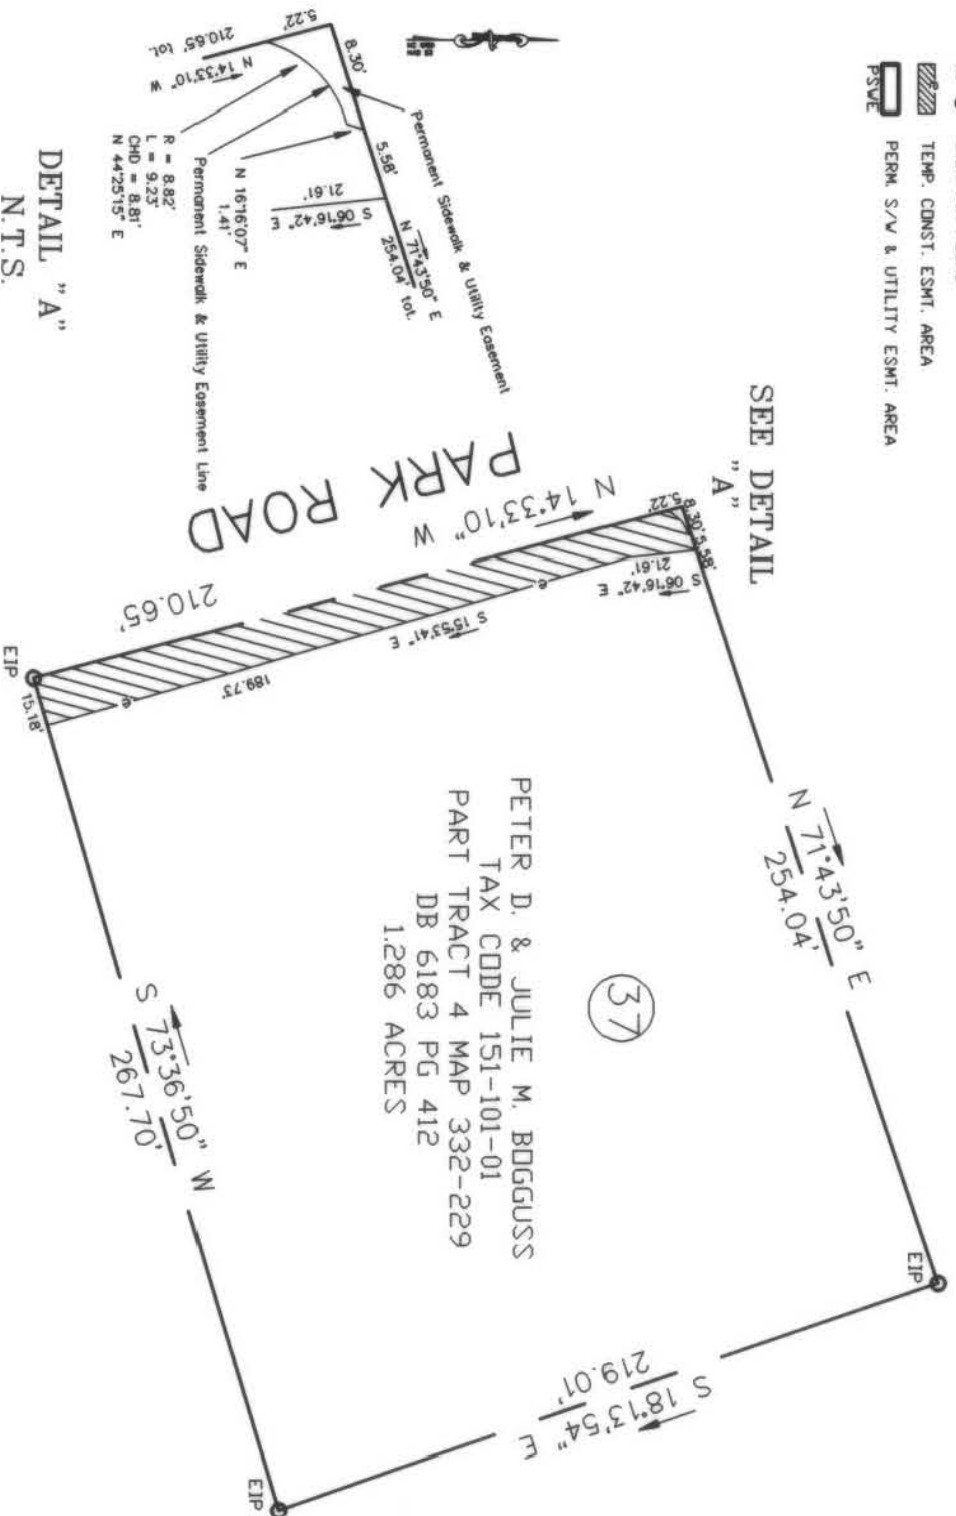 TEMP. CONST. ESMT. AREA
PSWE
PERM. S/W & UTILITY ESMT. AREA
SEE DETAIL
"A"
5.22'
8.30'
210.65' tot.
N 14°33'10" W
5.58'
Permanent Sidewalk & Utility Easement
N 71°43'50" E
254.04' tot.
21.61'
S 06°16'42" E
N 16°16'07" E
1.41'
Permanent Sidewalk & Utility Easement Line
R = 8.82'
L = 9.23'
CHD = 8.81'
N 44°25'15" E
DETAIL "A"
N.T.S.
PARK ROAD
N 14°33'10" W
210.65'
5.22'
8.30'
5.58'
21.61'
S 06°16'42" E
e
S 15°53'41" E
189.73'
e
EIP
15.18'
N 71°43'50" E
254.04'
EIP
37
PETER D. & JULIE M. BOGGUSS
TAX CODE 151-101-01
PART TRACT 4 MAP 332-229
DB 6183 PG 412
1.286 ACRES
S 18°13'54" E
219.01'
S 73°36'50" W
267.70'
EIP